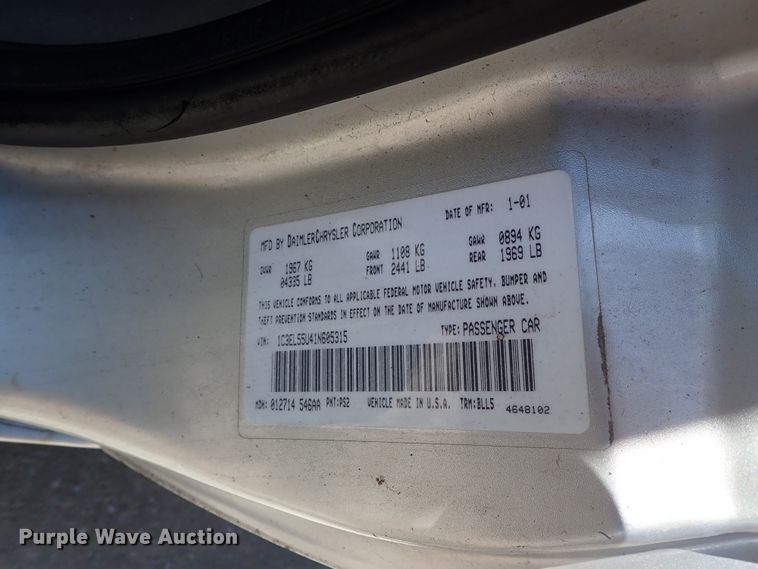 MFD BY DAIMLERCHRYSLER CORPORATION DATE OF MFR: 1-01
GVWR 1967 KG GAWR 1108 KG GAWR 0894 KG
04335 LB FRONT 2441 LB REAR 1969 LB
THIS VEHICLE CONFORMS TO ALL APPLICABLE FEDERAL MOTOR VEHICLE SAFETY, BUMPER AND
THEFT PREVENTION STANDARDS IN EFFECT ON THE DATE OF MANUFACTURE SHOWN ABOVE.
VIN: 1C3EL55U41N605315 TYPE: PASSENGER CAR
MDH: 012714 546AA PNT:PS2 VEHICLE MADE IN U.S.A. TRM:BLL5 4648102
Purple Wave Auction